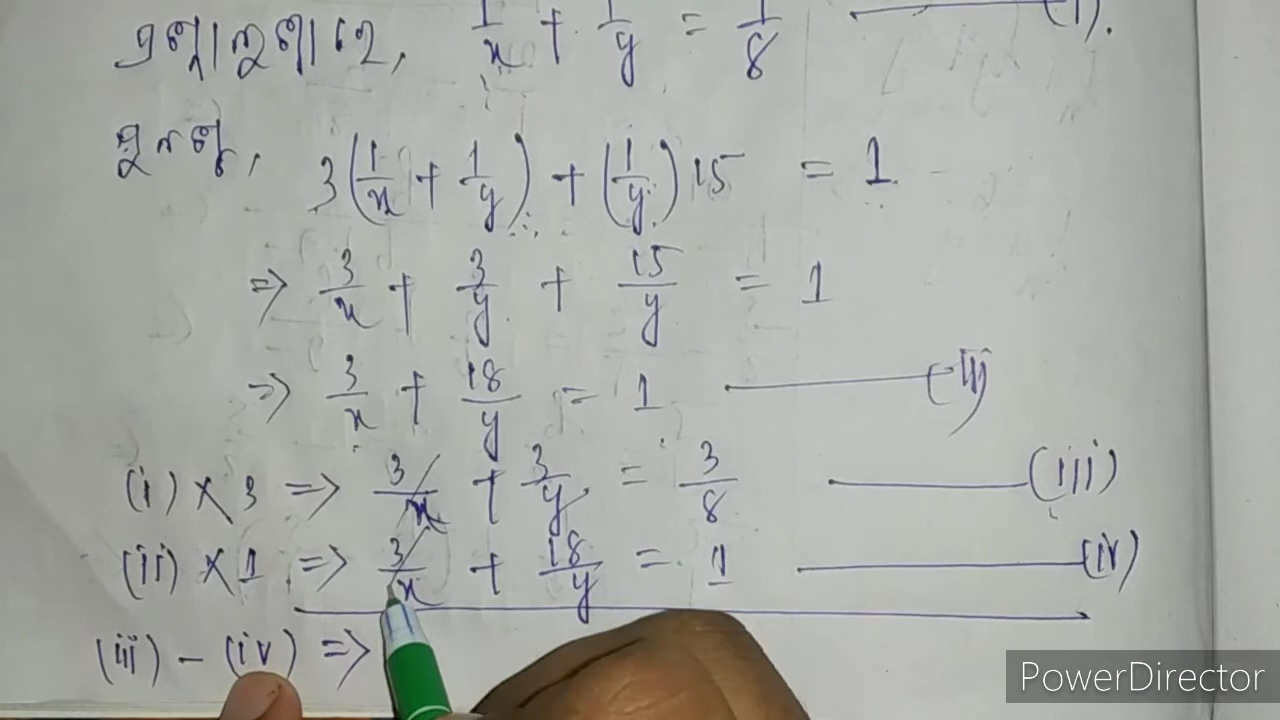 ପ୍ରଶ୍ନାନୁଶାରେ, 1/x + 1/y = 1/8 —— (i).
ପୁନଶ୍ଚ, 3(1/x + 1/y) + (1/y) 15 = 1
=> 3/x + 3/y + 15/y = 1
=> 3/x + 18/y = 1 —— (ii)
(i) × 3 => 3/x + 3/y = 3/8 —— (iii)
(ii) × 1 => 3/x + 18/y = 1 —— (iv)
(iii) - (iv) =>
PowerDirector